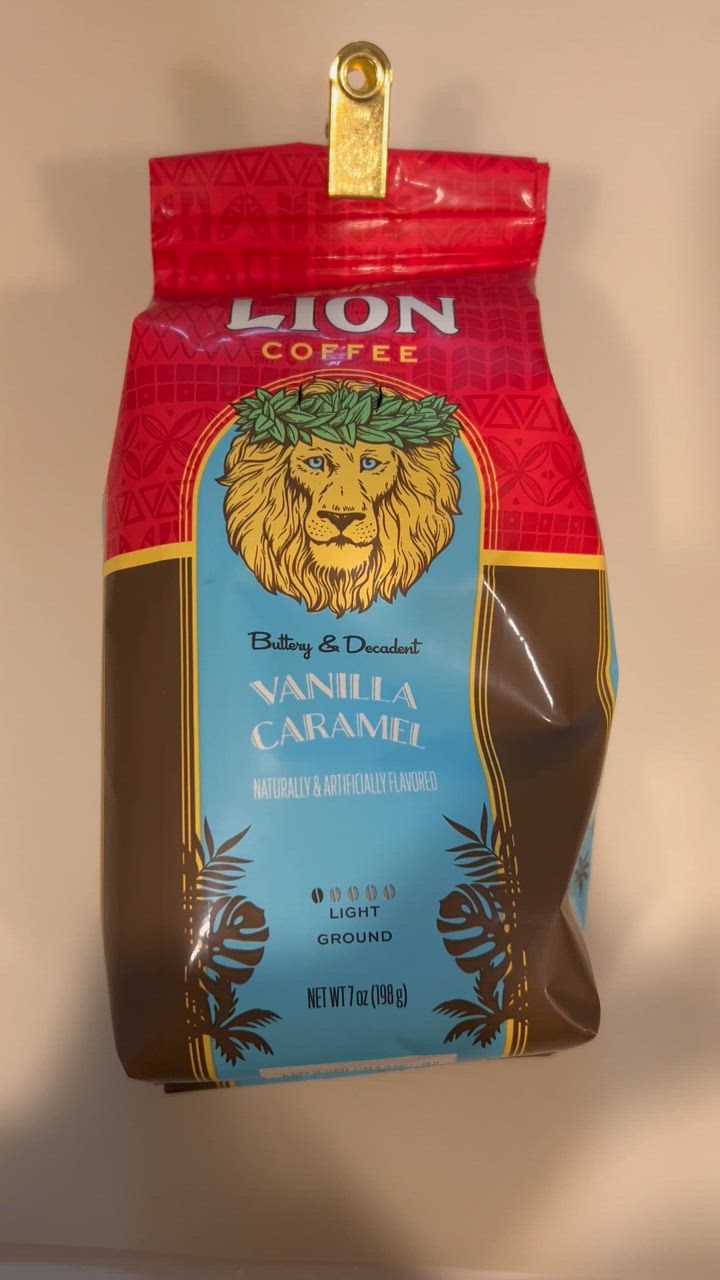 LION
COFFEE
Buttery & Decadent
VANILLA
CARAMEL
NATURALLY & ARTIFICIALLY FLAVORED
LIGHT
GROUND
NET WT 7 oz (198 g)